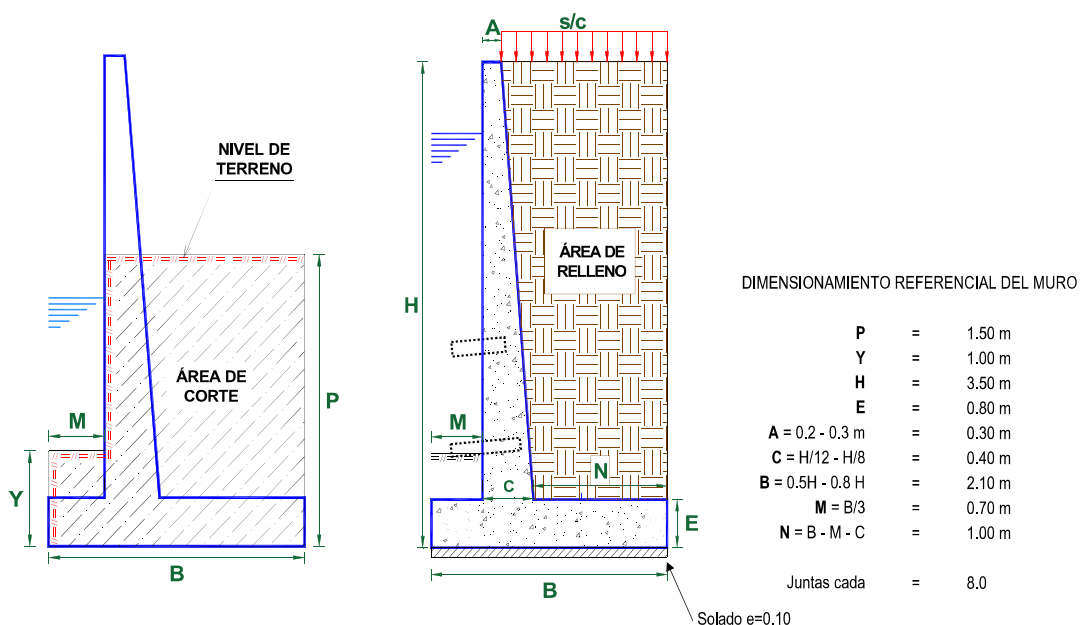 A
s/c
NIVEL DE
TERRENO
ÁREA DE
CORTE
M
Y
P
B
H
ÁREA DE
RELLENO
M
N
C
E
B
Solado e=0.10
DIMENSIONAMIENTO REFERENCIAL DEL MURO
P = 1.50 m
Y = 1.00 m
H = 3.50 m
E = 0.80 m
A = 0.2 - 0.3 m = 0.30 m
C = H/12 - H/8 = 0.40 m
B = 0.5H - 0.8 H = 2.10 m
M = B/3 = 0.70 m
N = B - M - C = 1.00 m
Juntas cada = 8.0